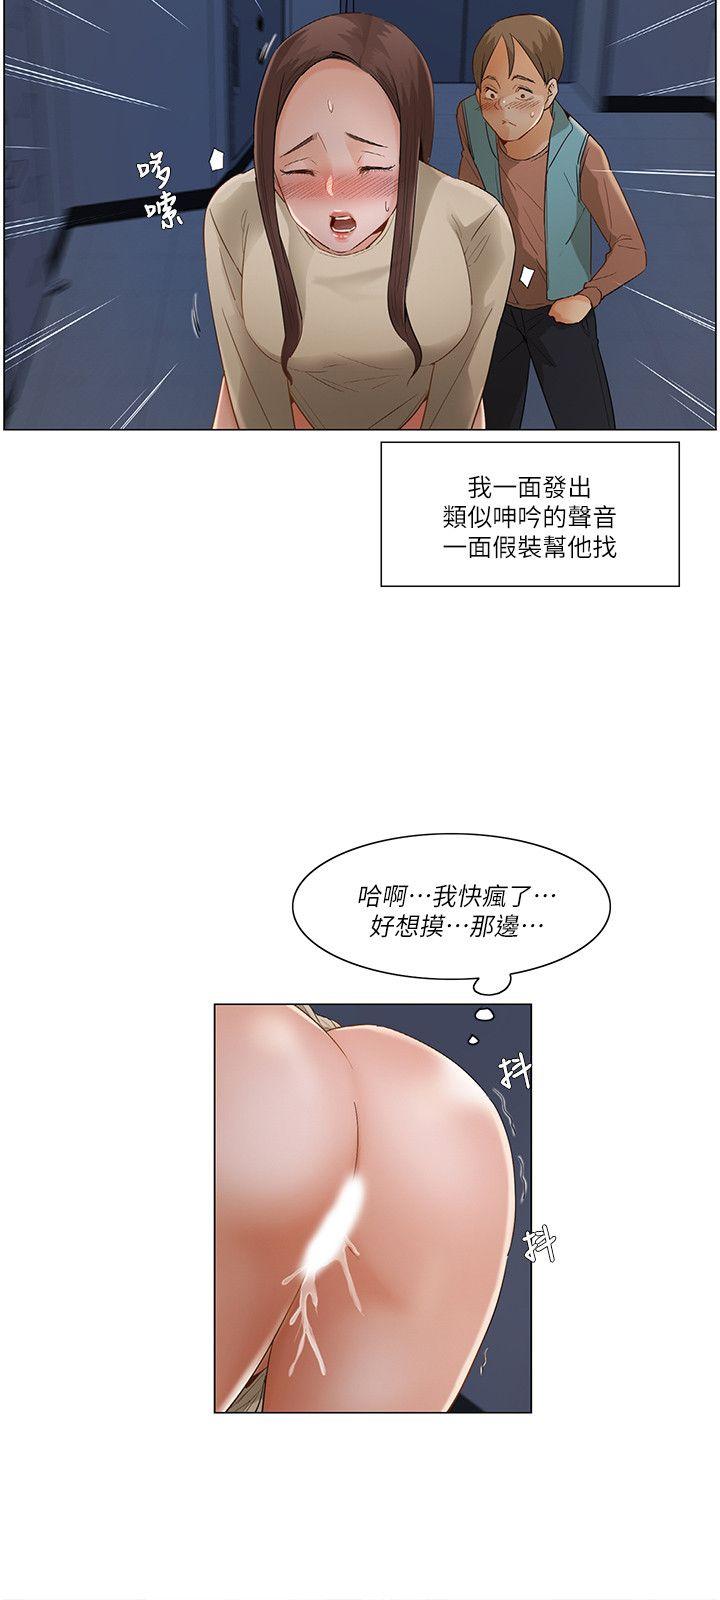 哆
嗦
我一面發出
類似呻吟的聲音
一面假裝幫他找
哈啊…我快瘋了…
好想摸…那邊…
抖
抖